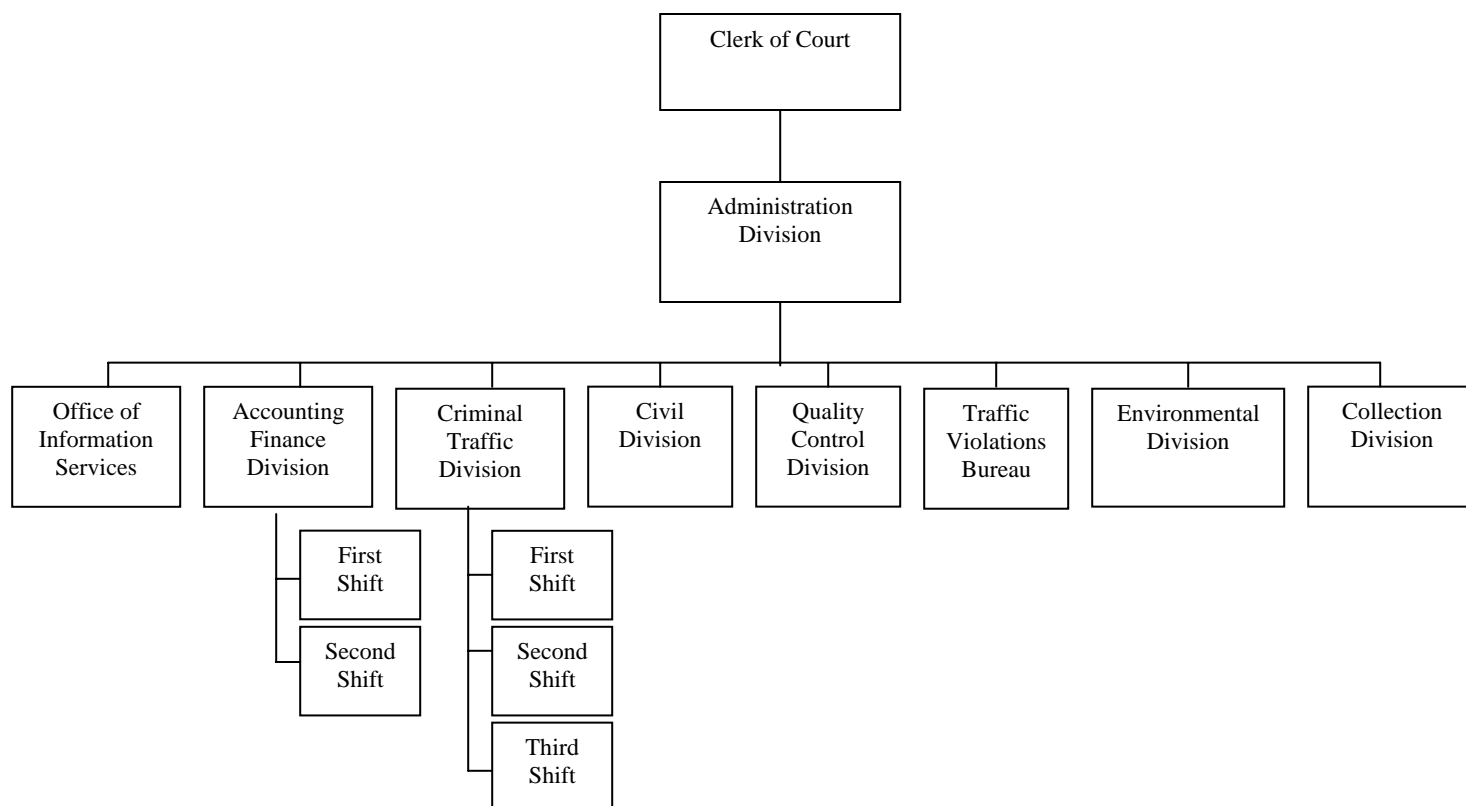 Clerk of Court
Administration
Division
Office of
Information
Services
Accounting
Finance
Division
Criminal
Traffic
Division
Civil
Division
Quality
Control
Division
Traffic
Violations
Bureau
Environmental
Division
Collection
Division
First
Shift
Second
Shift
First
Shift
Second
Shift
Third
Shift